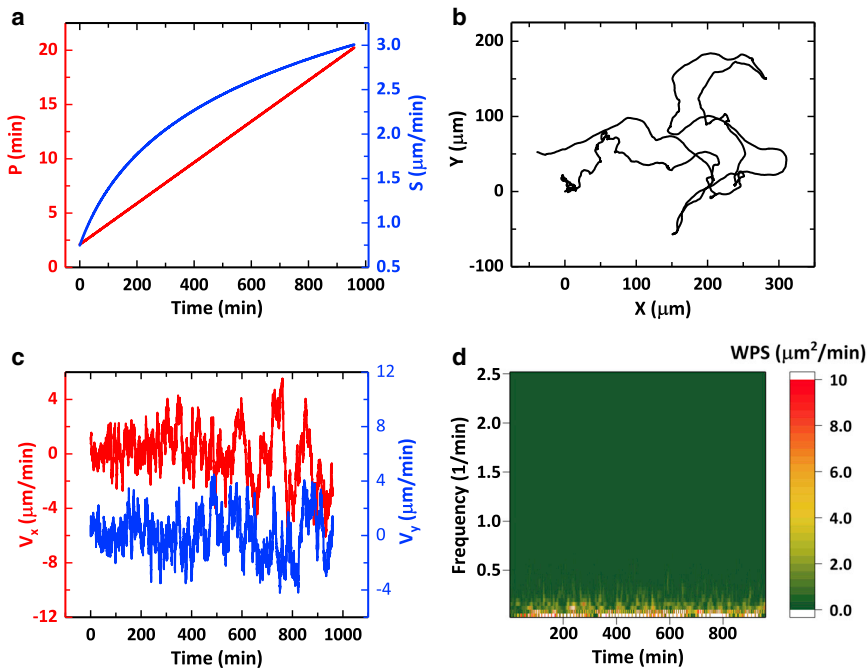 a
P (min)
20
15
10
5
0
S (μm/min)
3.0
2.5
2.0
1.5
1.0
0.5
0 200 400 600 800 1000
Time (min)
b
Y (μm)
200
100
0
-100
0 100 200 300
X (μm)
c
Vx (μm/min)
4
0
-4
-8
-12
Vy (μm/min)
12
8
4
0
-4
0 200 400 600 800 1000
Time (min)
d
WPS (μm²/min)
Frequency (1/min)
2.5
2.0
1.5
1.0
0.5
200 400 600 800
Time (min)
10
8.0
6.0
4.0
2.0
0.0